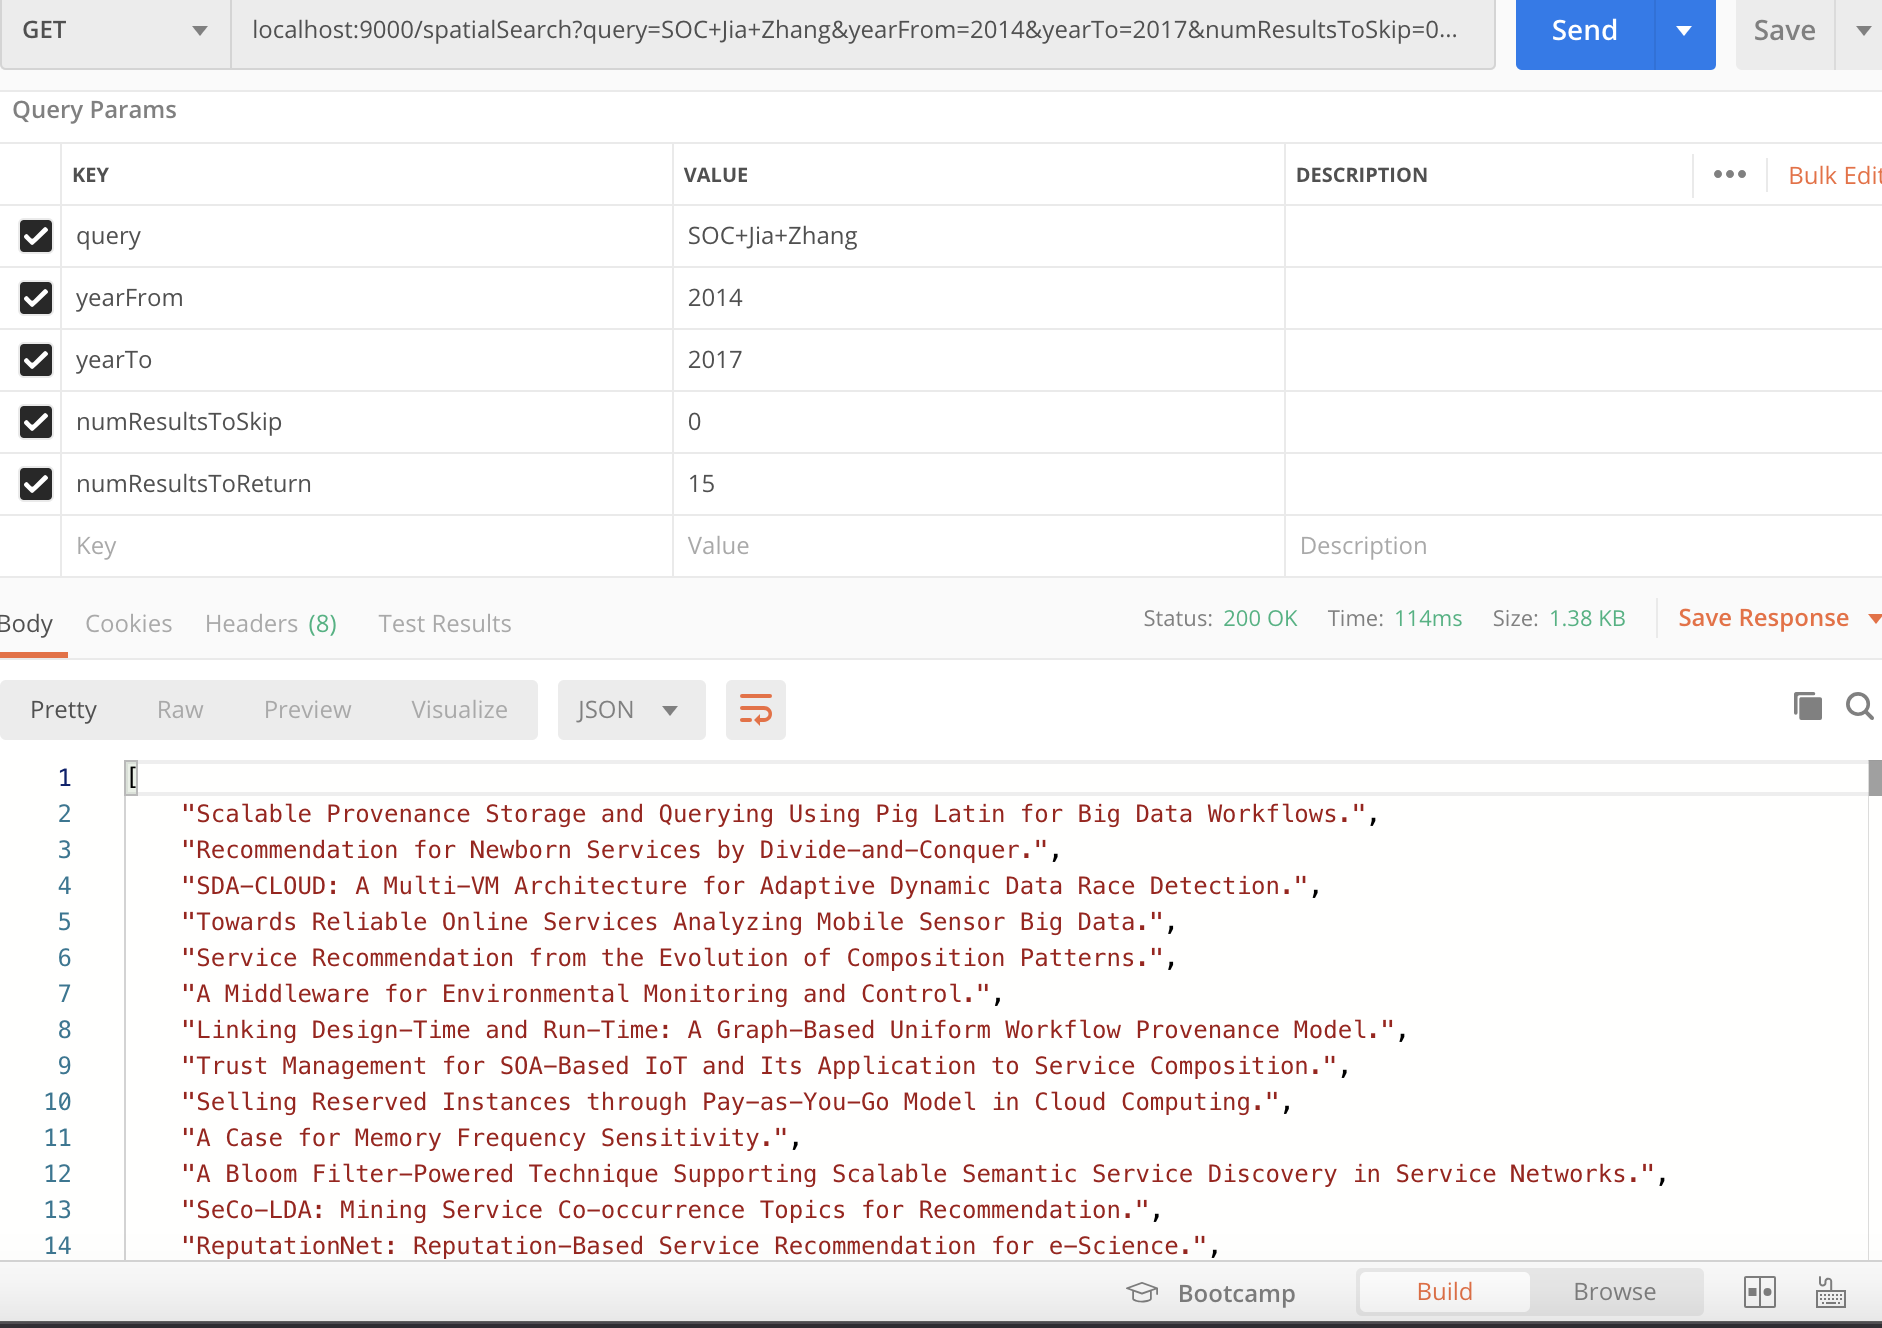 GET localhost:9000/spatialSearch?query=SOC+Jia+Zhang&yearFrom=2014&yearTo=2017&numResultsToSkip=0... Send Save
Query Params
KEY VALUE DESCRIPTION ••• Bulk Edit
query SOC+Jia+Zhang
yearFrom 2014
yearTo 2017
numResultsToSkip 0
numResultsToReturn 15
Key Value Description
Body Cookies Headers (8) Test Results Status: 200 OK Time: 114ms Size: 1.38 KB Save Response
Pretty Raw Preview Visualize JSON
1 [
2 "Scalable Provenance Storage and Querying Using Pig Latin for Big Data Workflows.",
3 "Recommendation for Newborn Services by Divide-and-Conquer.",
4 "SDA-CLOUD: A Multi-VM Architecture for Adaptive Dynamic Data Race Detection.",
5 "Towards Reliable Online Services Analyzing Mobile Sensor Big Data.",
6 "Service Recommendation from the Evolution of Composition Patterns.",
7 "A Middleware for Environmental Monitoring and Control.",
8 "Linking Design-Time and Run-Time: A Graph-Based Uniform Workflow Provenance Model.",
9 "Trust Management for SOA-Based IoT and Its Application to Service Composition.",
10 "Selling Reserved Instances through Pay-as-You-Go Model in Cloud Computing.",
11 "A Case for Memory Frequency Sensitivity.",
12 "A Bloom Filter-Powered Technique Supporting Scalable Semantic Service Discovery in Service Networks.",
13 "SeCo-LDA: Mining Service Co-occurrence Topics for Recommendation.",
14 "ReputationNet: Reputation-Based Service Recommendation for e-Science.",
Bootcamp Build Browse